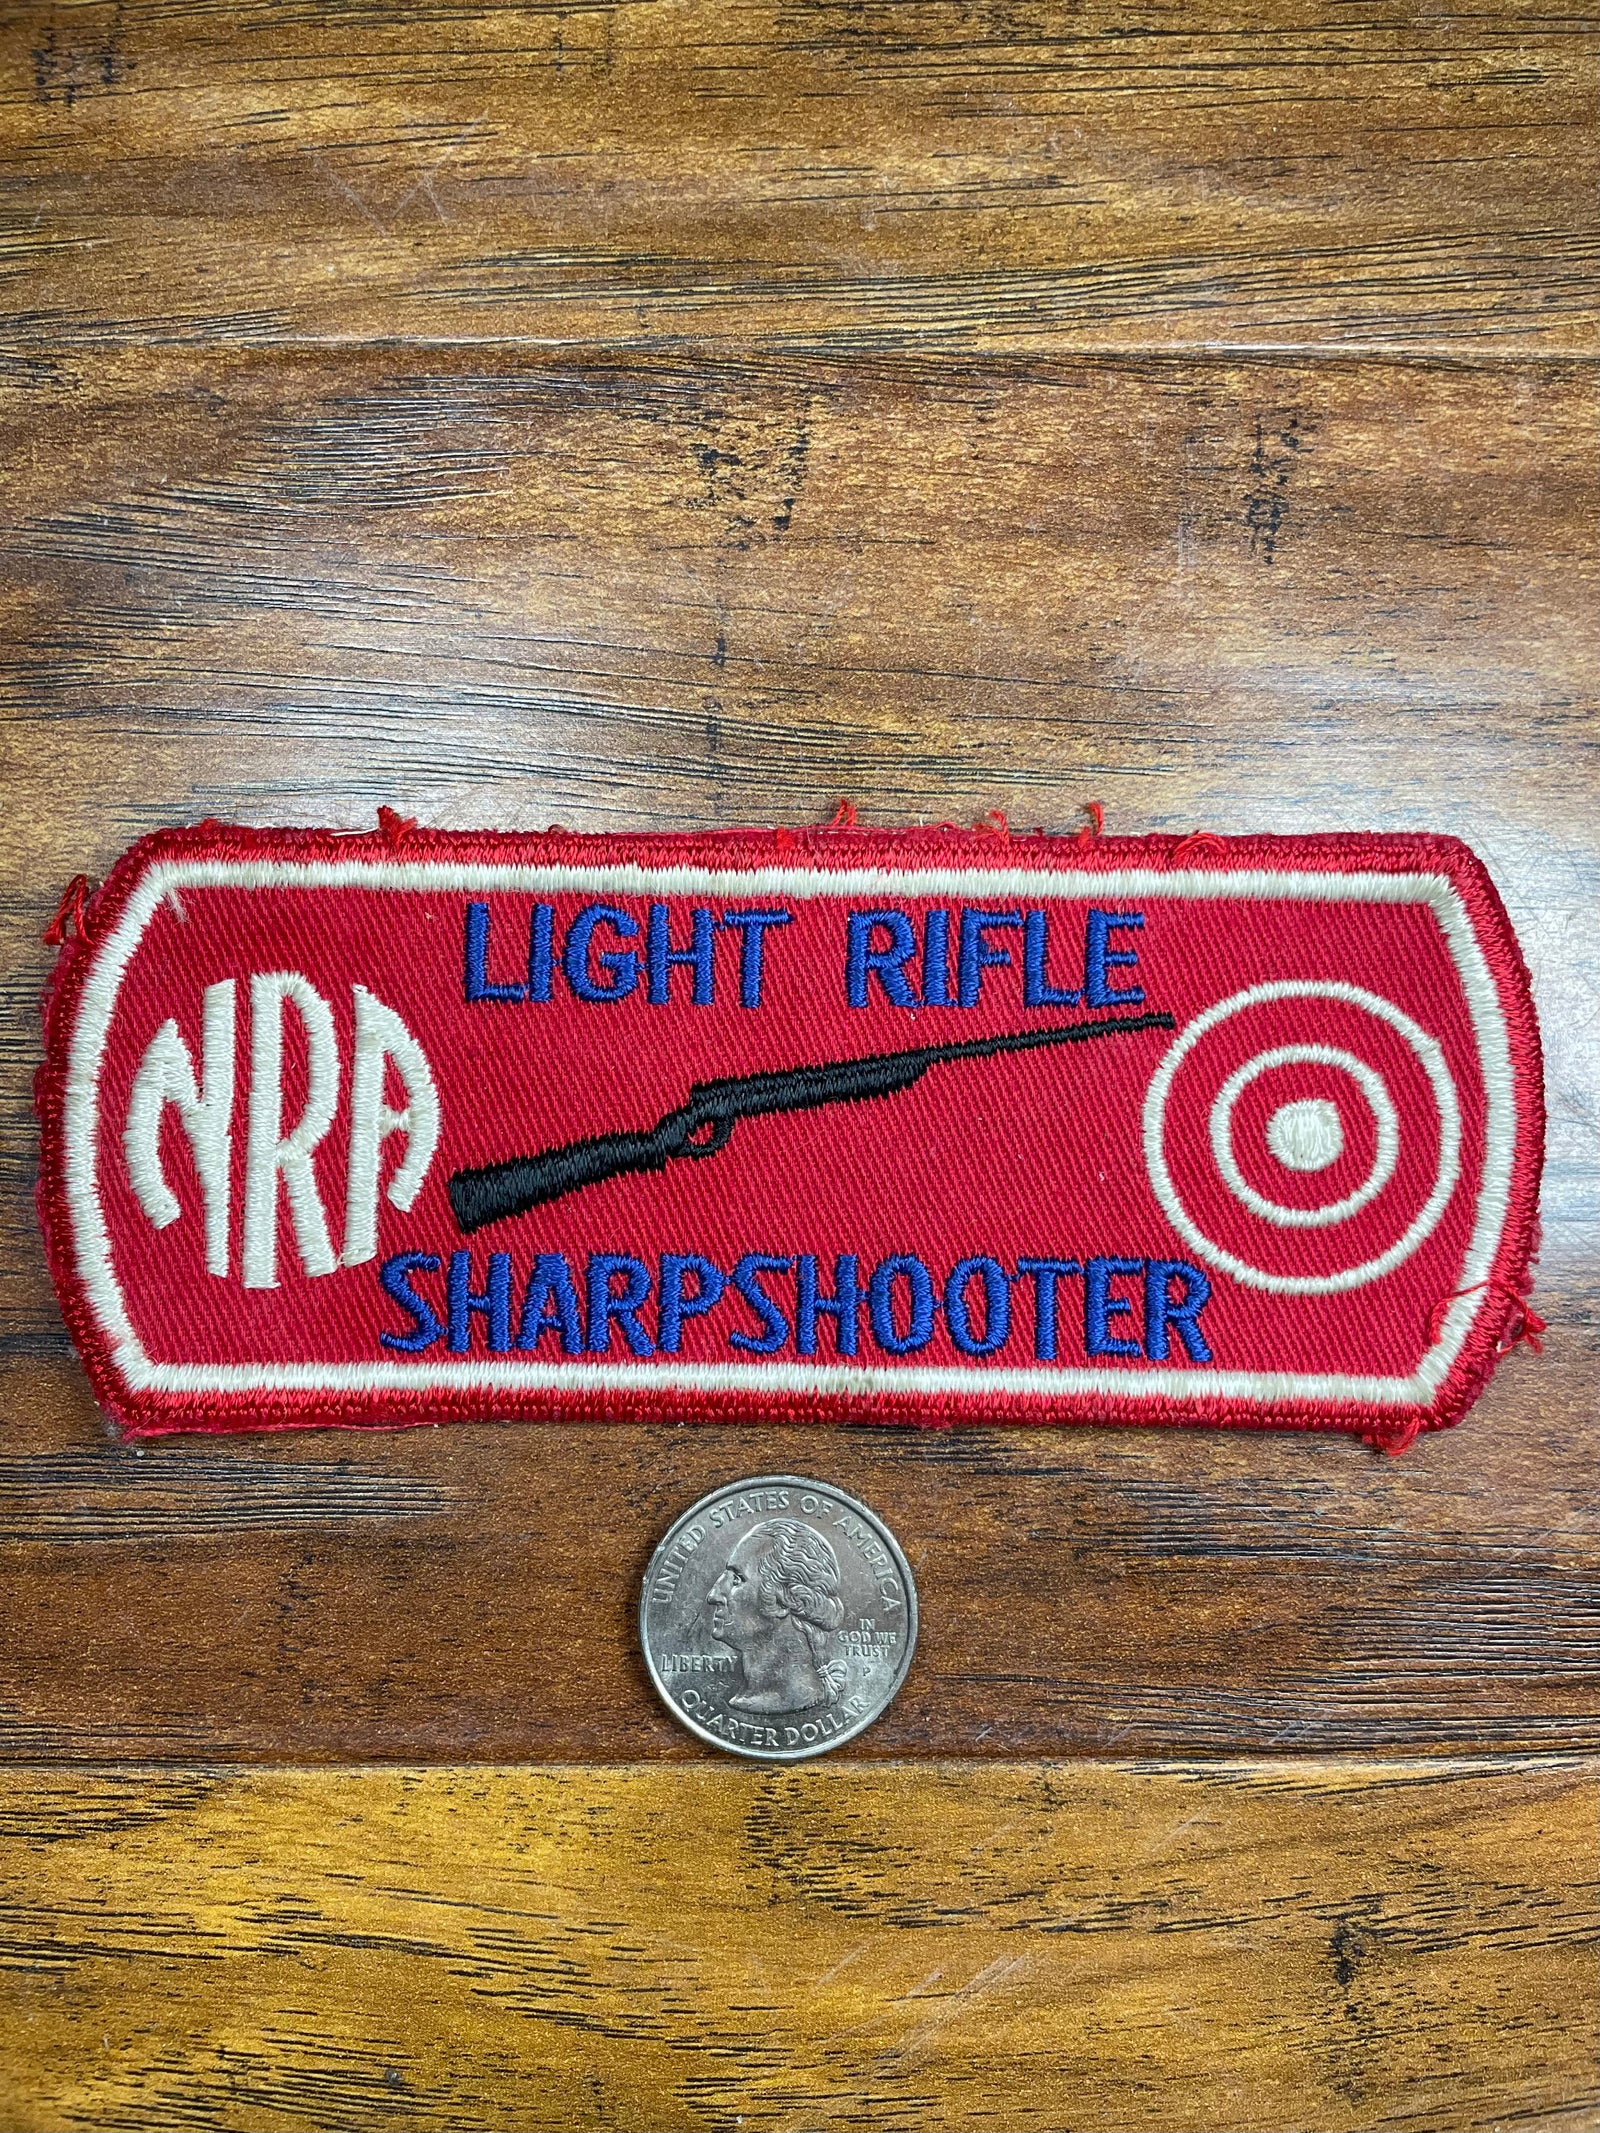 LIGHT RIFLE
NRA
SHARPSHOOTER
UNITED STATES OF AMERICA
IN
GOD WE
TRUST
LIBERTY
P
QUARTER DOLLAR